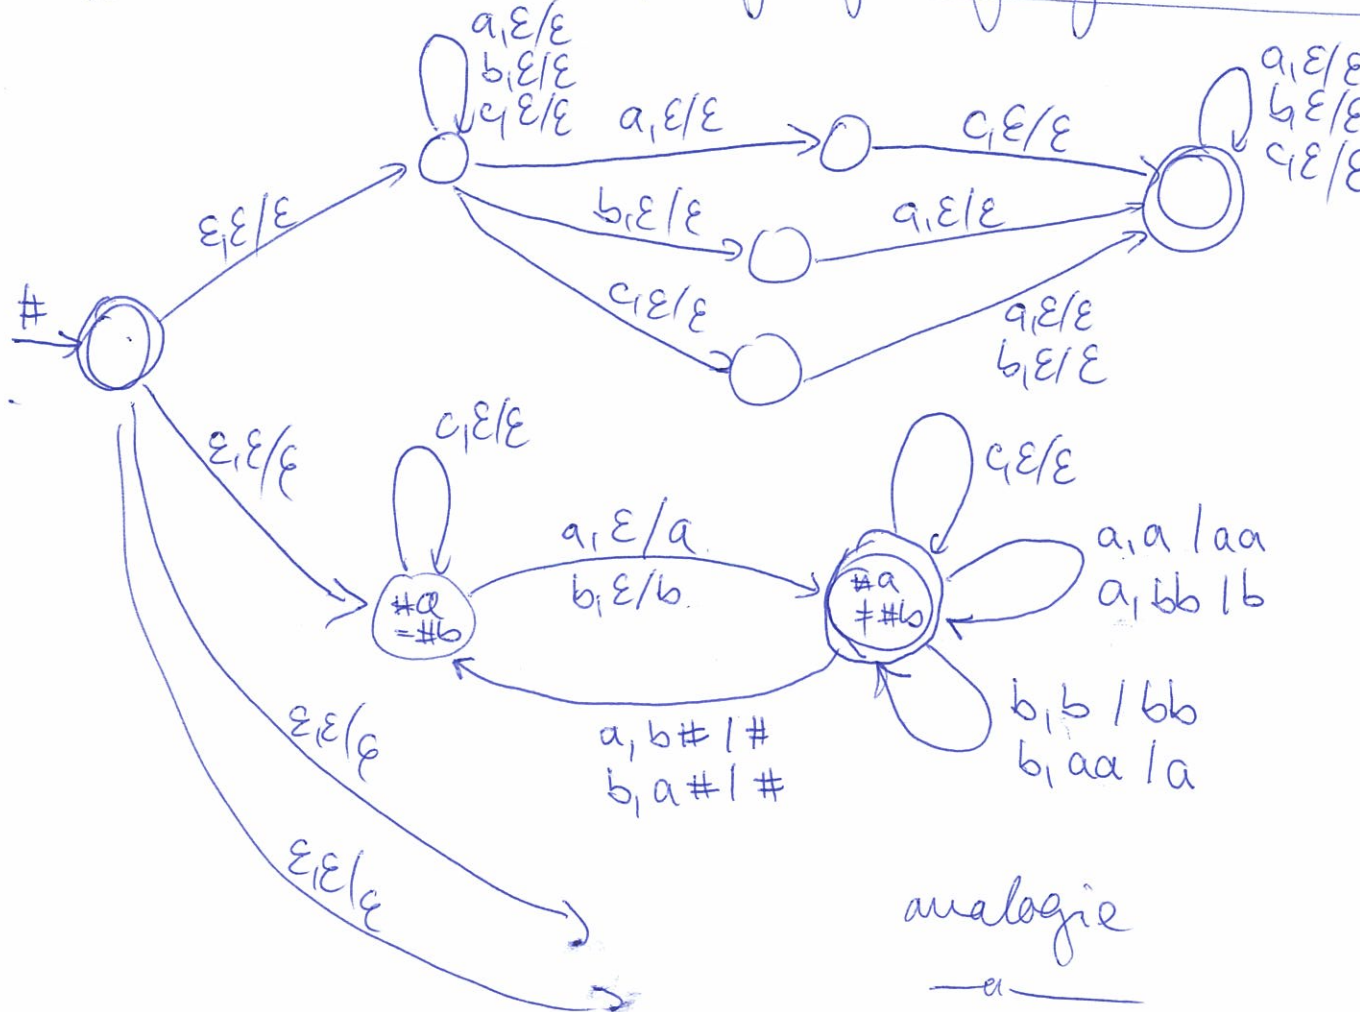 a,ε/ε
b,ε/ε
c,ε/ε
a,ε/ε
c,ε/ε
a,ε/ε
b,ε/ε
c,ε/ε
ε,ε/ε
b,ε/ε
a,ε/ε
#
c,ε/ε
a,ε/ε
b,ε/ε
ε,ε/ε
c,ε/ε
c,ε/ε
a,ε/a
b,ε/b
#a
=#b
#a
≠#b
a,a/aa
a,bb/b
a,b#/#
b,a#/#
b,b/bb
b,aa/a
ε,ε/ε
ε,ε/ε
analogie
—〃—